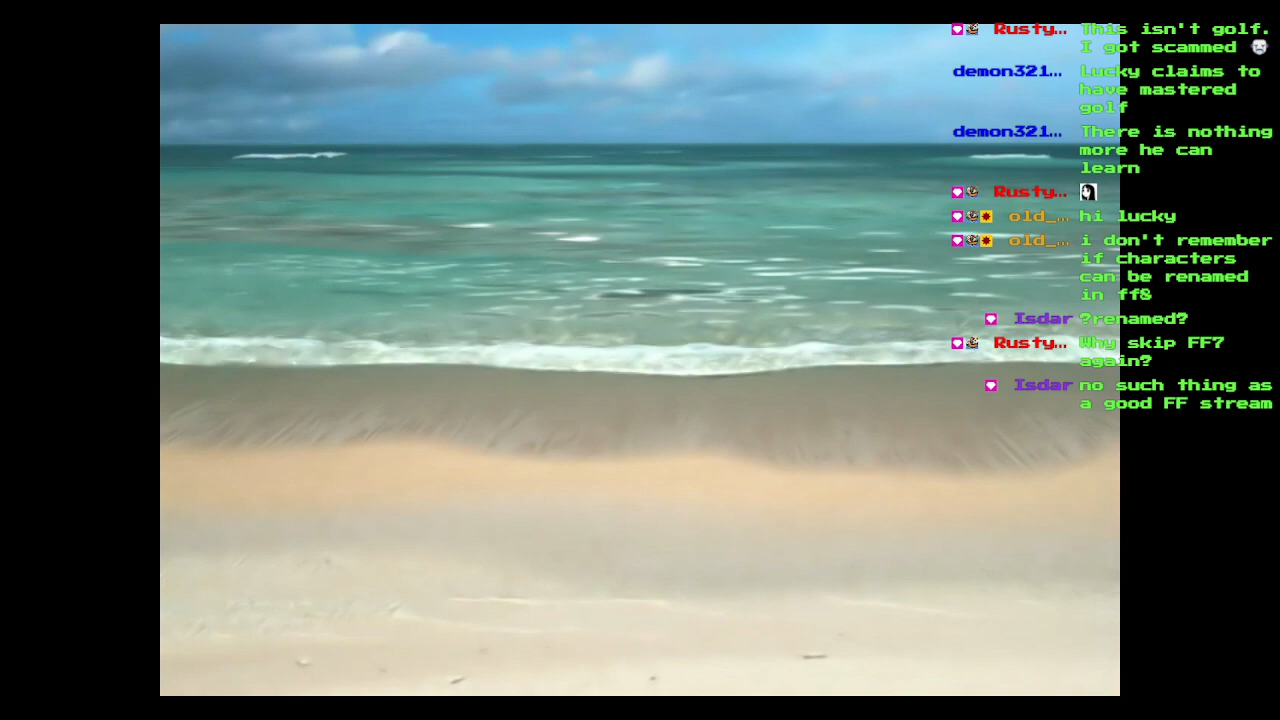 Rusty... This isn't golf.
I got scammed
demon321... Lucky claims to
have mastered
golf
demon321... There is nothing
more he can
learn
Rusty...
old_... hi lucky
old_... i don't remember
if characters
can be renamed
in ff8
Isdar ?renamed?
Rusty... Why skip FF7
again?
Isdar no such thing as
a good FF stream